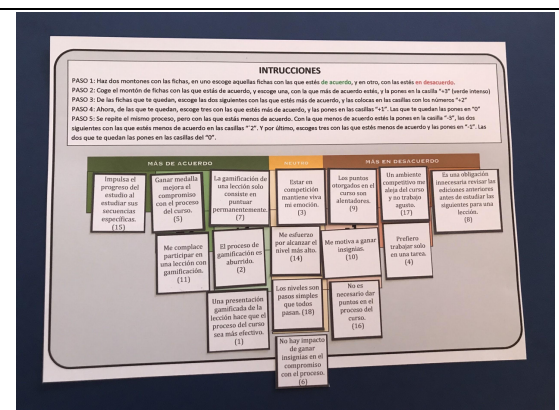 INTRUCCIONES
PASO 1: Haz dos montones con las fichas, en uno escoge aquellas fichas con las que estés de acuerdo, y en otro, con las estés en desacuerdo.
PASO 2: Coge el montón de fichas con las que estás de acuerdo, y escoge una, con la que más de acuerdo estés, y la pones en la casilla "+3" (verde intenso)
PASO 3: De las fichas que te quedan, escoge las dos siguientes con las que estés más de acuerdo, y las colocas en las casillas con los números "+2"
PASO 4: Ahora, de las que te quedan, escoge tres con las que estés más de acuerdo, y las pones en las casillas "+1". Las que te quedan las pones en "0"
PASO 5: Se repite el mismo proceso, pero con las que estás menos de acuerdo. Con la que menos de acuerdo estés la pones en la casilla "-3", las dos
siguientes con las que estés menos de acuerdo en las casillas "´2". Y por último, escoges tres con las que estés menos de acuerdo y las pones en "-1". Las
dos que te quedan las pones en las casillas del "0".
MÁS DE ACUERDO
NEUTRO
MÁS EN DESACUERDO
Impulsa el
progreso del
estudio al
estudiar sus
secuencias
específicas.
(15)
Ganar medalla
mejora el
compromiso
con el proceso
del curso.
(5)
La gamificación de
una lección solo
consiste en
puntuar
permanentemente.
(7)
Estar en
competición
mantiene viva
mi emoción.
(3)
Los puntos
otorgados en el
curso son
alentadores.
(9)
Un ambiente
competitivo me
aleja del curso
y no trabajo
agusto.
(17)
Es una obligación
innecesaria revisar las
ediciones anteriores
antes de estudiar las
siguientes para una
lección.
(8)
Me complace
participar en
una lección con
gamificación.
(11)
El proceso de
gamificación es
aburrido.
(2)
Me esfuerzo
por alcanzar el
nivel más alto.
(14)
Me motiva a ganar
insignias.
(10)
Prefiero
trabajar solo
en una tarea.
(4)
Una presentación
gamificada de la
lección hace que el
proceso del curso
sea más efectivo.
(1)
Los niveles son
pasos simples
que todos
pasan. (18)
No es
necesario dar
puntos en el
proceso del
curso.
(16)
No hay impacto
de ganar
insignias en el
compromiso
con el proceso.
(6)